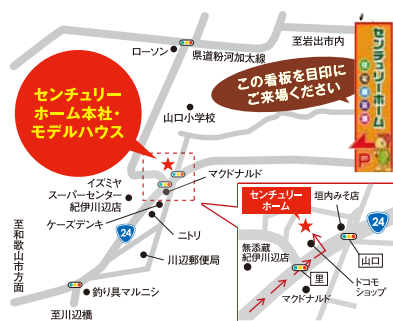 ローソン
県道粉河加太線
至岩出市内
センチュリーホーム
P
この看板を目印に
ご来場ください
センチュリー
ホーム本社・
モデルハウス
山口小学校
マクドナルド
イズミヤ
スーパーセンター
紀伊川辺店
ケーズデンキ
ニトリ
24
川辺郵便局
至和歌山市方面
釣り具マルニシ
至川辺橋
センチュリー
ホーム
垣内みそ店
24
山口
無添蔵
紀伊川辺店
ドコモ
ショップ
里
マクドナルド